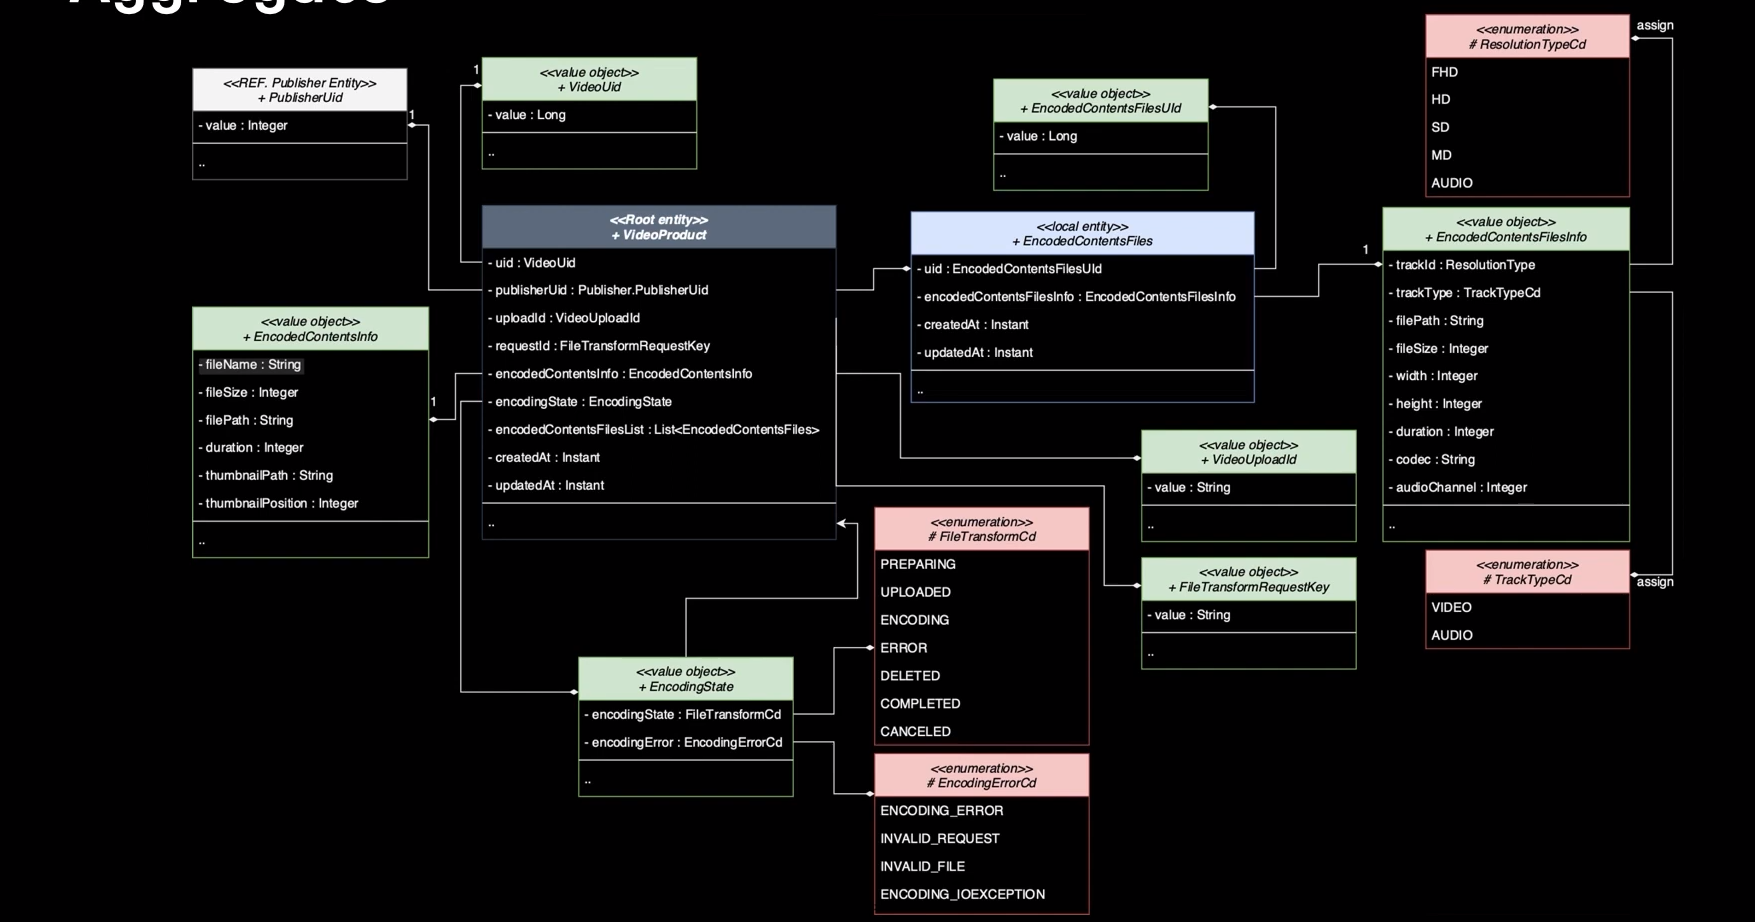 Aggregates
<<REF. Publisher Entity>>
+ PublisherUid
- value : Integer
..
1
1
<<value object>>
+ VideoUid
- value : Long
..
<<value object>>
+ EncodedContentsFilesUId
- value : Long
..
<<enumeration>>
# ResolutionTypeCd
FHD
HD
SD
MD
AUDIO
assign
<<Root entity>>
+ VideoProduct
- uid : VideoUid
- publisherUid : Publisher.PublisherUid
- uploadId : VideoUploadId
- requestId : FileTransformRequestKey
- encodedContentsInfo : EncodedContentsInfo
- encodingState : EncodingState
- encodedContentsFilesList : List<EncodedContentsFiles>
- createdAt : Instant
- updatedAt : Instant
..
<<local entity>>
+ EncodedContentsFiles
- uid : EncodedContentsFilesUId
- encodedContentsFilesInfo : EncodedContentsFilesInfo
- createdAt : Instant
- updatedAt : Instant
..
1
<<value object>>
+ EncodedContentsFilesInfo
- trackId : ResolutionType
- trackType : TrackTypeCd
- filePath : String
- fileSize : Integer
- width : Integer
- height : Integer
- duration : Integer
- codec : String
- audioChannel : Integer
..
<<value object>>
+ EncodedContentsInfo
- fileName : String
- fileSize : Integer
- filePath : String
- duration : Integer
- thumbnailPath : String
- thumbnailPosition : Integer
..
1
<<value object>>
+ VideoUploadId
- value : String
..
<<enumeration>>
# FileTransformCd
PREPARING
UPLOADED
ENCODING
ERROR
DELETED
COMPLETED
CANCELED
<<value object>>
+ FileTransformRequestKey
- value : String
..
<<enumeration>>
# TrackTypeCd
VIDEO
AUDIO
assign
<<value object>>
+ EncodingState
- encodingState : FileTransformCd
- encodingError : EncodingErrorCd
..
<<enumeration>>
# EncodingErrorCd
ENCODING_ERROR
INVALID_REQUEST
INVALID_FILE
ENCODING_IOEXCEPTION